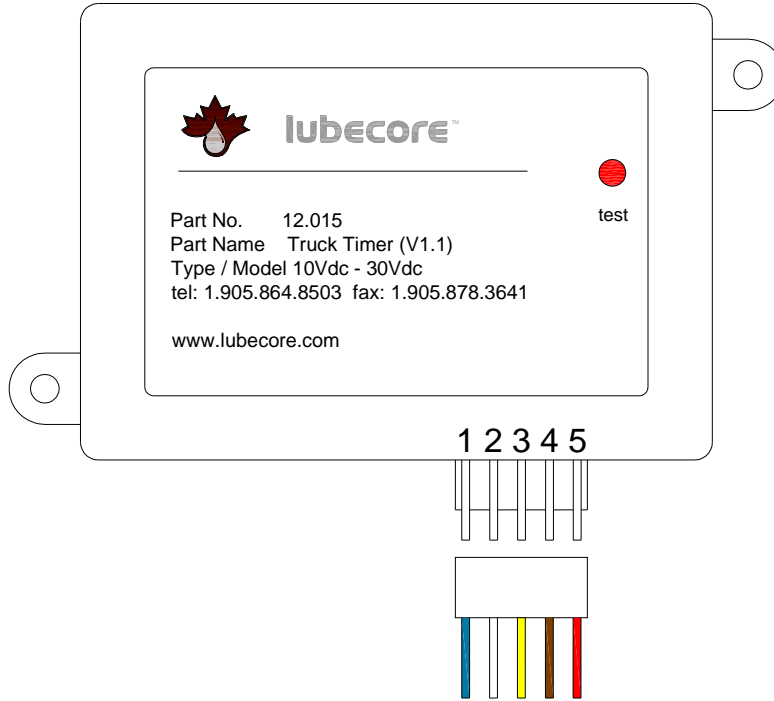 lubecore™
test
Part No. 12.015
Part Name Truck Timer (V1.1)
Type / Model 10Vdc - 30Vdc
tel: 1.905.864.8503 fax: 1.905.878.3641
www.lubecore.com
1 2 3 4 5